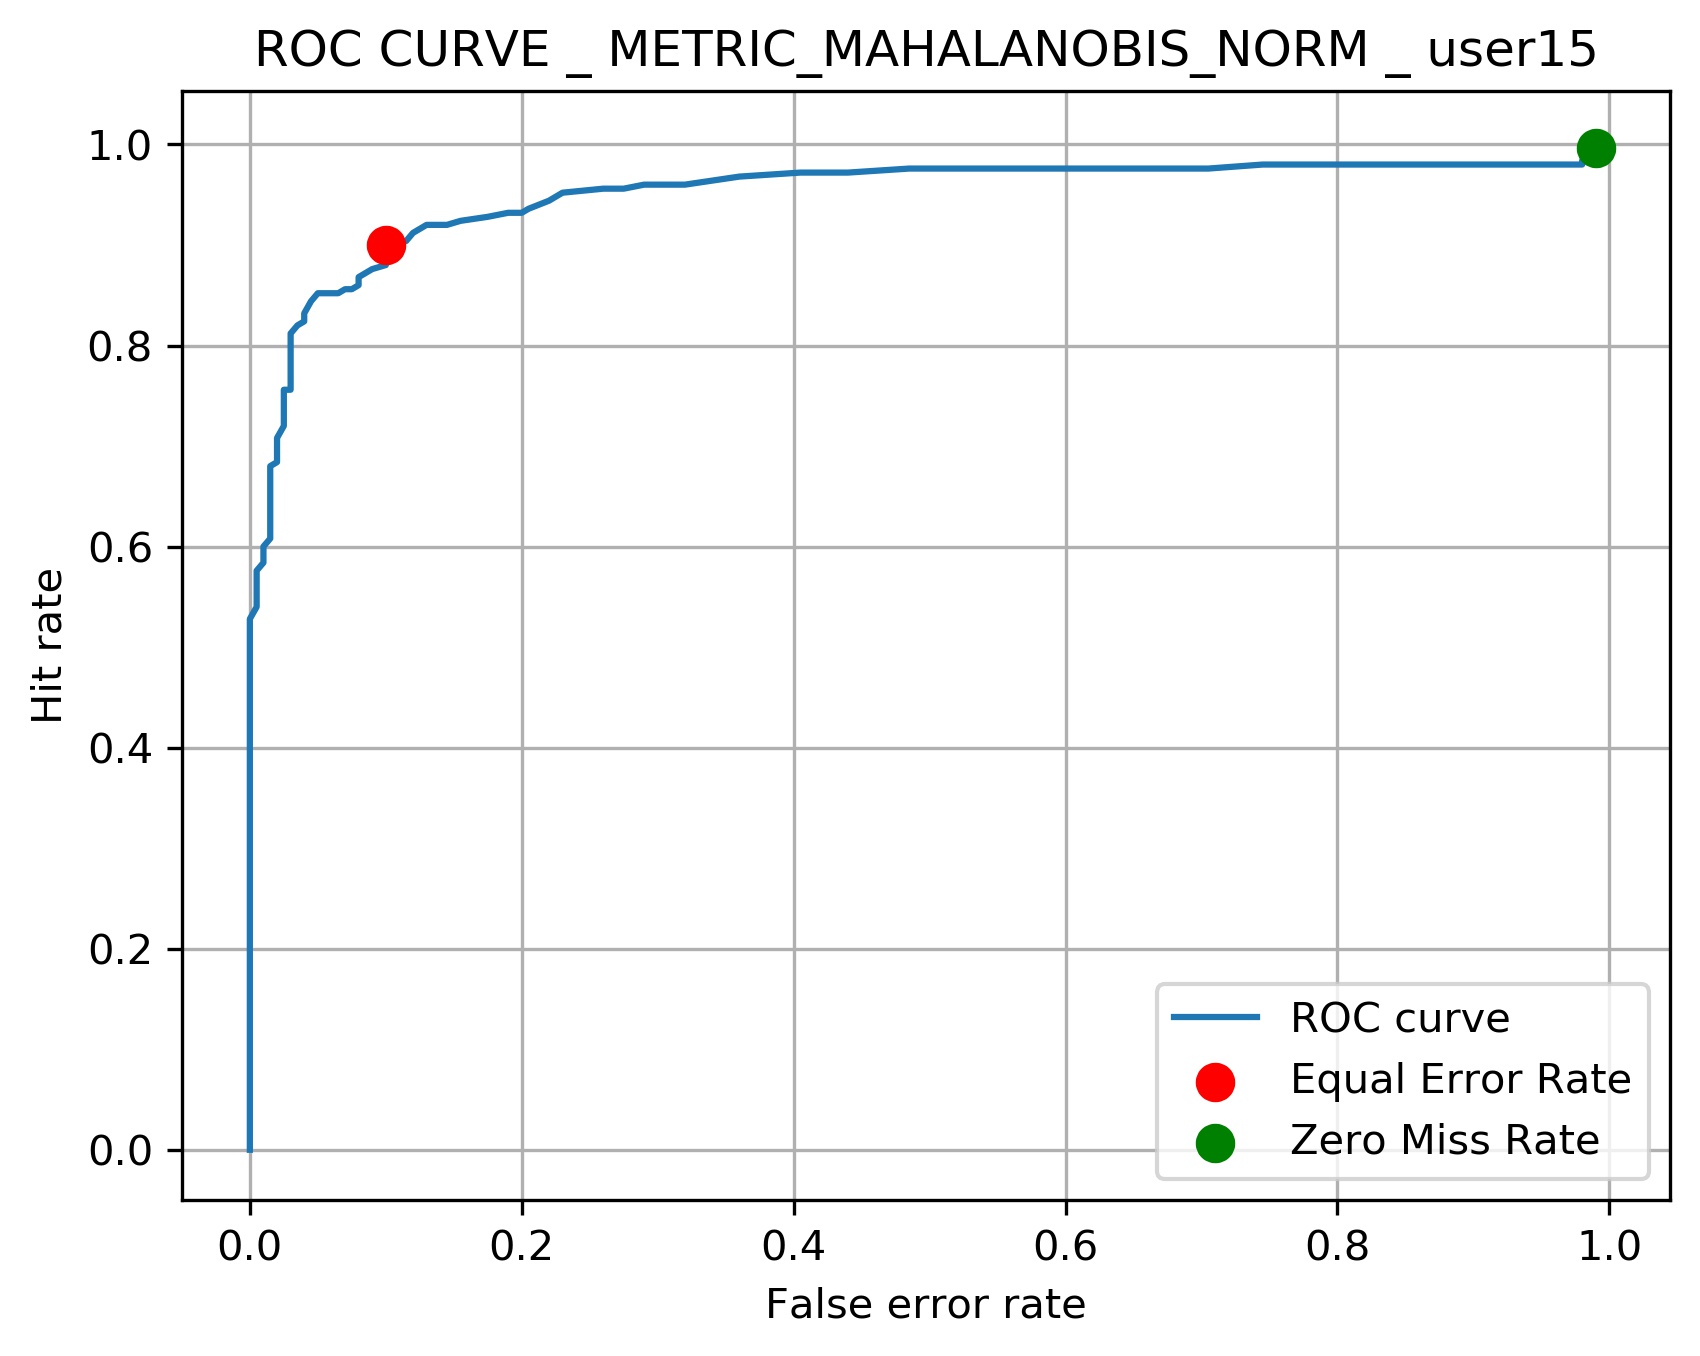 ROC CURVE _ METRIC_MAHALANOBIS_NORM _ user15
1.0
0.8
0.6
0.4
0.2
0.0
Hit rate
ROC curve
Equal Error Rate
Zero Miss Rate
0.0 0.2 0.4 0.6 0.8 1.0
False error rate